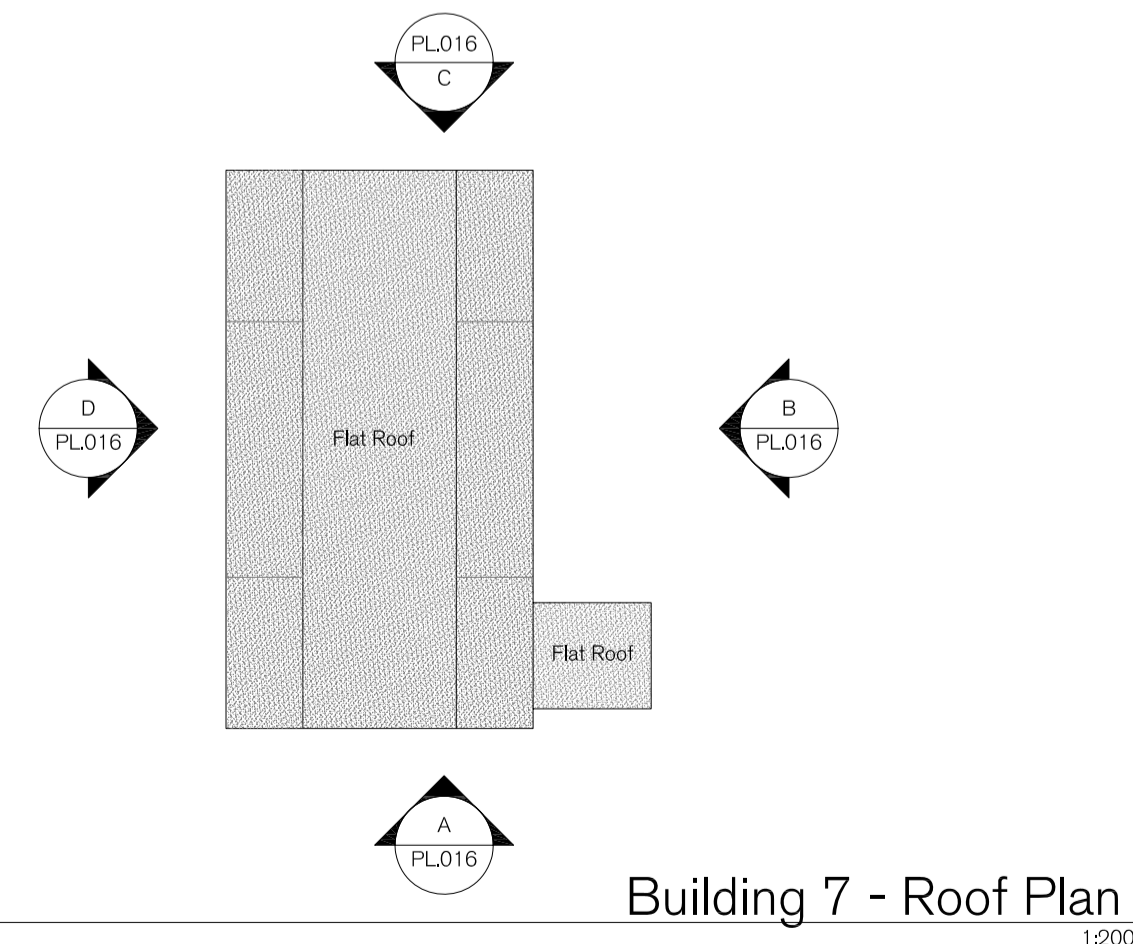 PL.016
C
D
PL.016
Flat Roof
B
PL.016
Flat Roof
A
PL.016
Building 7 - Roof Plan
1:200